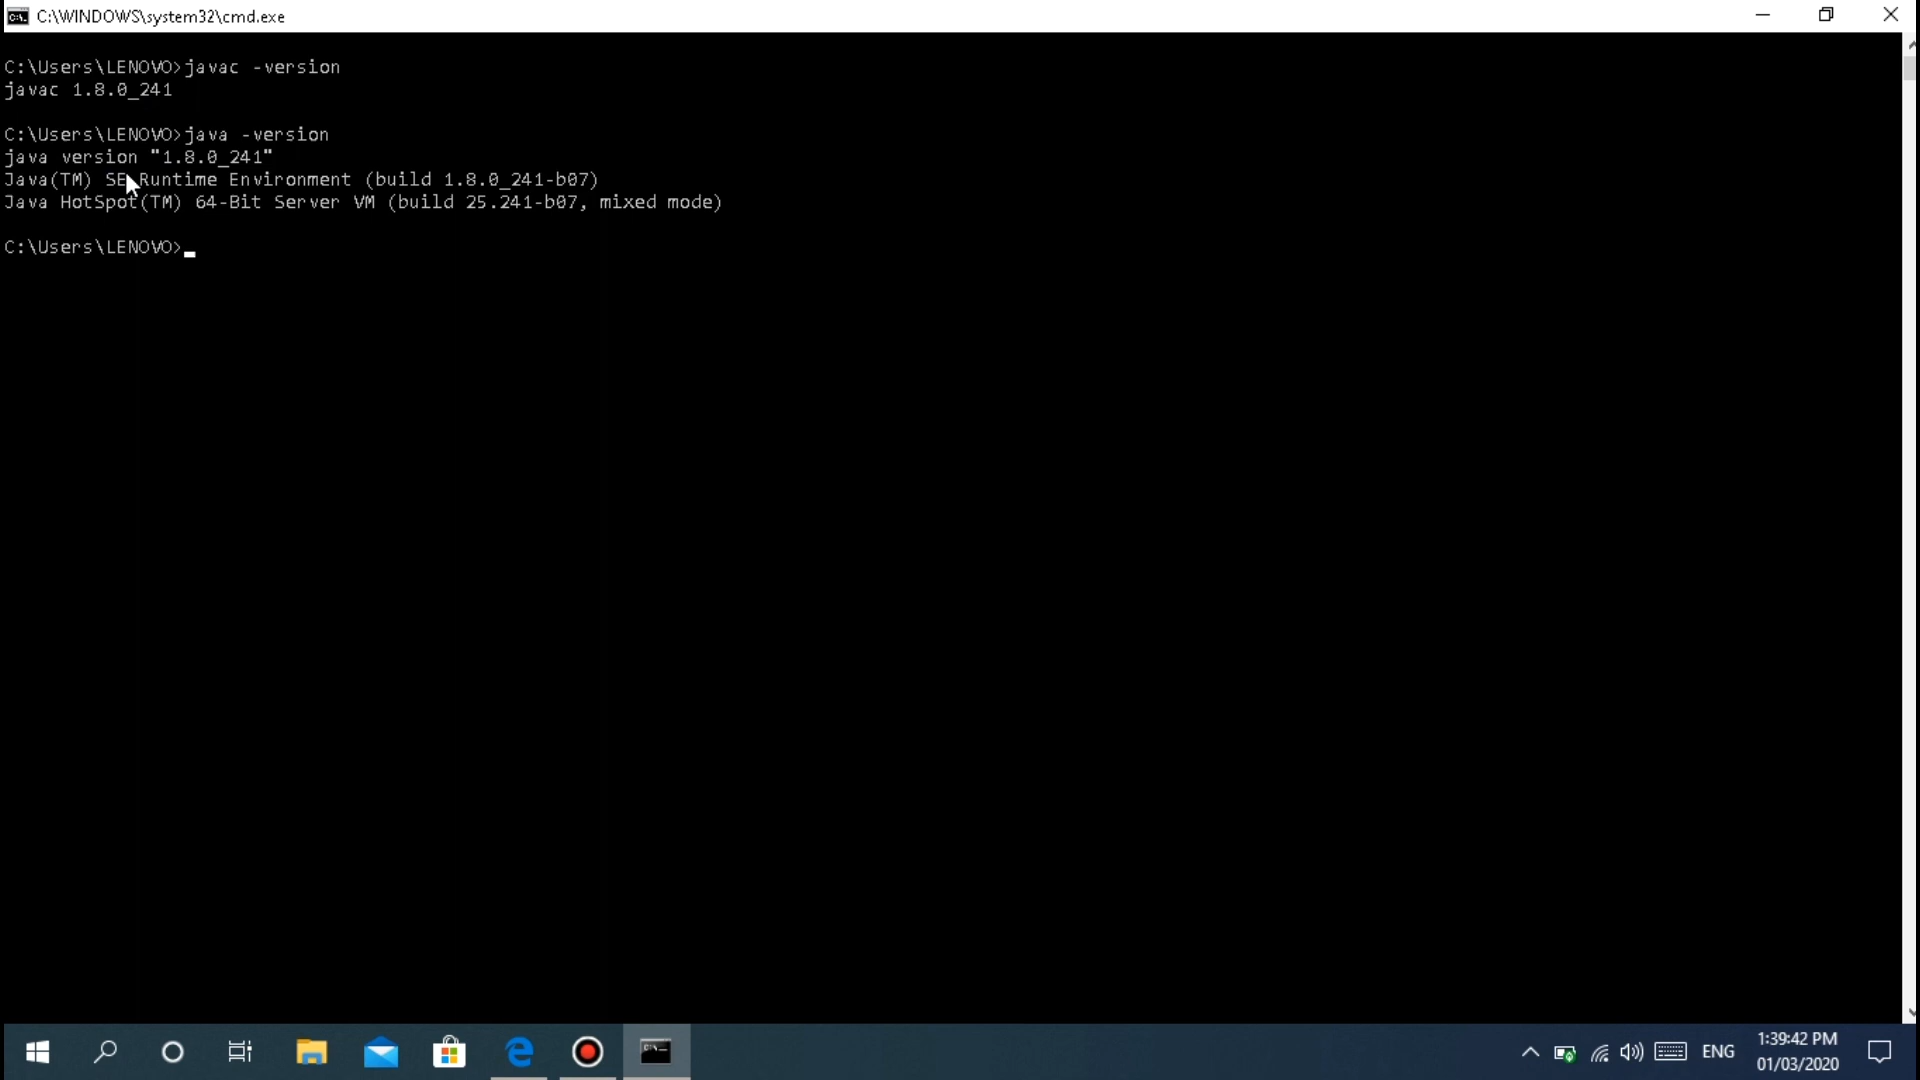 C:\WINDOWS\system32\cmd.exe
C:\Users\LENOVO>javac -version
javac 1.8.0_241
C:\Users\LENOVO>java -version
java version "1.8.0_241"
Java(TM) SE Runtime Environment (build 1.8.0_241-b07)
Java HotSpot(TM) 64-Bit Server VM (build 25.241-b07, mixed mode)
C:\Users\LENOVO>
ENG
1:39:42 PM
01/03/2020